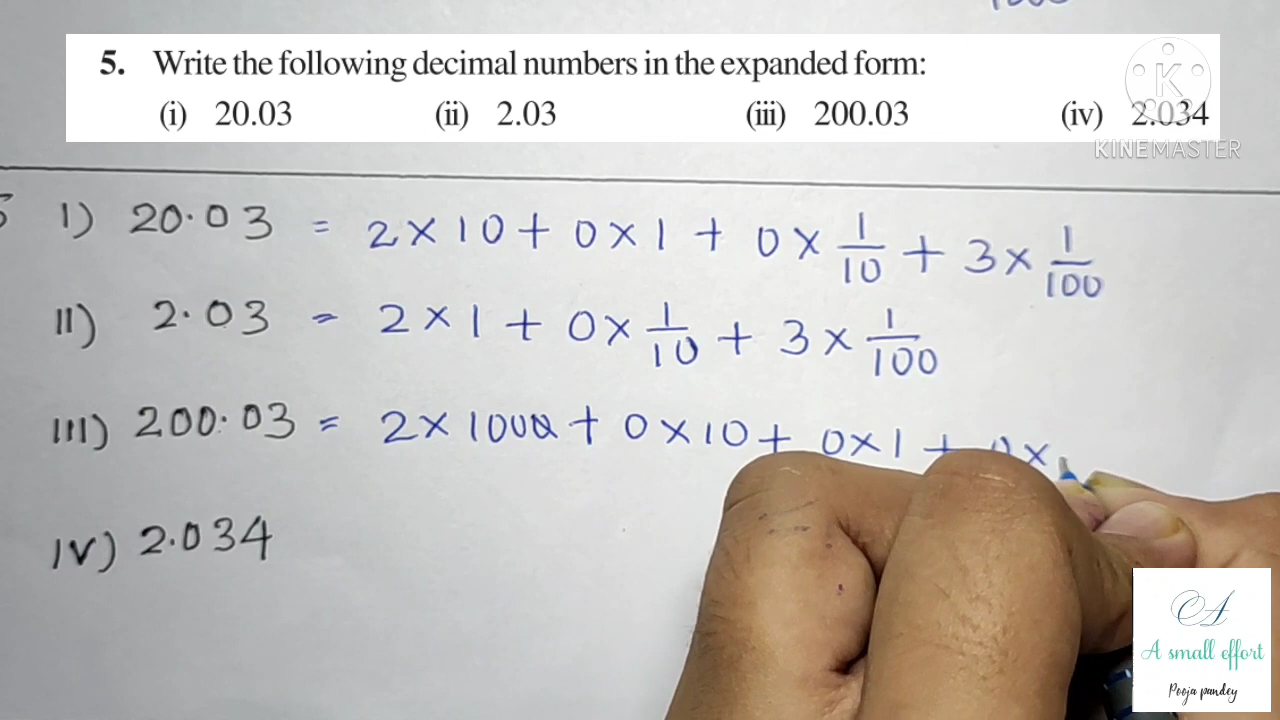 5. Write the following decimal numbers in the expanded form:
(i) 20.03 (ii) 2.03 (iii) 200.03 (iv) 2.034
K
KINEMASTER
5 I) 20.03 = 2 × 10 + 0 × 1 + 0 × 1/10 + 3 × 1/100
II) 2.03 = 2 × 1 + 0 × 1/10 + 3 × 1/100
III) 200.03 = 2 × 100 + 0 × 10 + 0 × 1 + 0 ×
IV) 2.034
A
A small effort
Pooja pandey